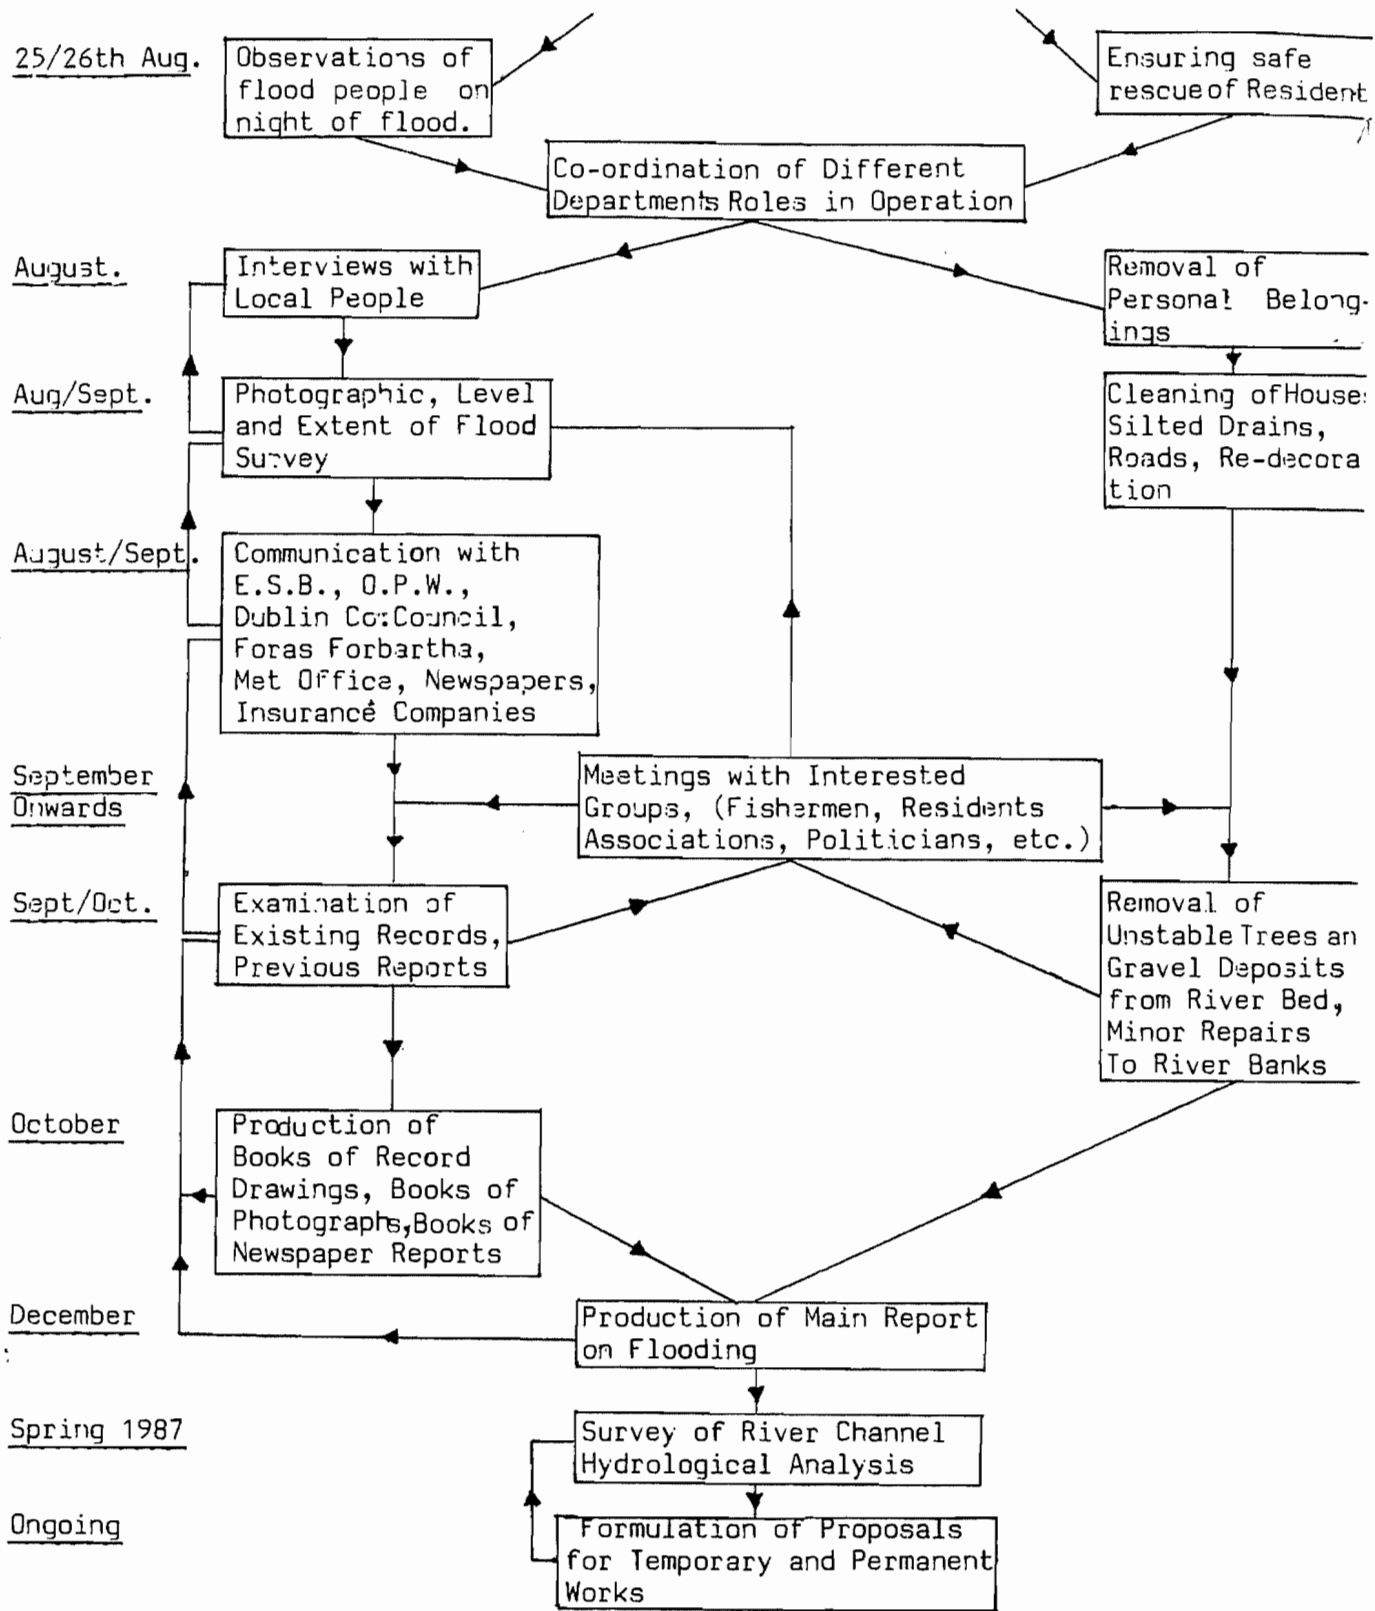 25/26th Aug.
Observations of
flood people on
night of flood.
Ensuring safe
rescue of Resident
Co-ordination of Different
Departments Roles in Operation
August.
Interviews with
Local People
Removal of
Personal Belong-
ings
Aug/Sept.
Photographic, Level
and Extent of Flood
Survey
Cleaning of House
Silted Drains,
Roads, Re-decora
tion
August/Sept.
Communication with
E.S.B., O.P.W.,
Dublin Co.Council,
Foras Forbartha,
Met Office, Newspapers,
Insurance Companies
September
Onwards
Meetings with Interested
Groups, (Fishermen, Residents
Associations, Politicians, etc.)
Sept/Oct.
Examination of
Existing Records,
Previous Reports
Removal of
Unstable Trees an
Gravel Deposits
from River Bed,
Minor Repairs
To River Banks
October
Production of
Books of Record
Drawings, Books of
Photographs, Books of
Newspaper Reports
December
Production of Main Report
on Flooding
Spring 1987
Survey of River Channel
Hydrological Analysis
Ongoing
Formulation of Proposals
for Temporary and Permanent
Works